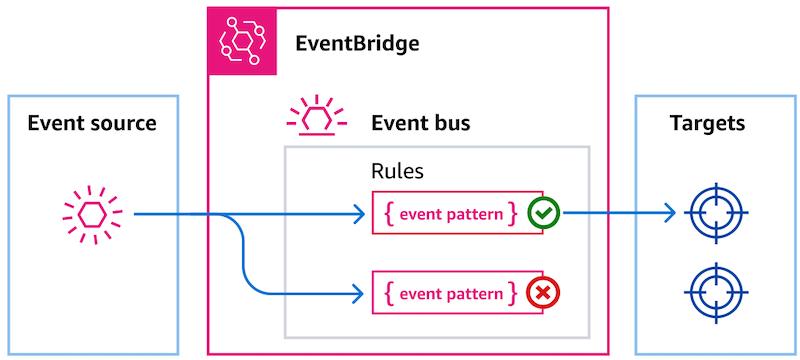 EventBridge
Event source
Event bus
Targets
Rules
{ event pattern }
{ event pattern }